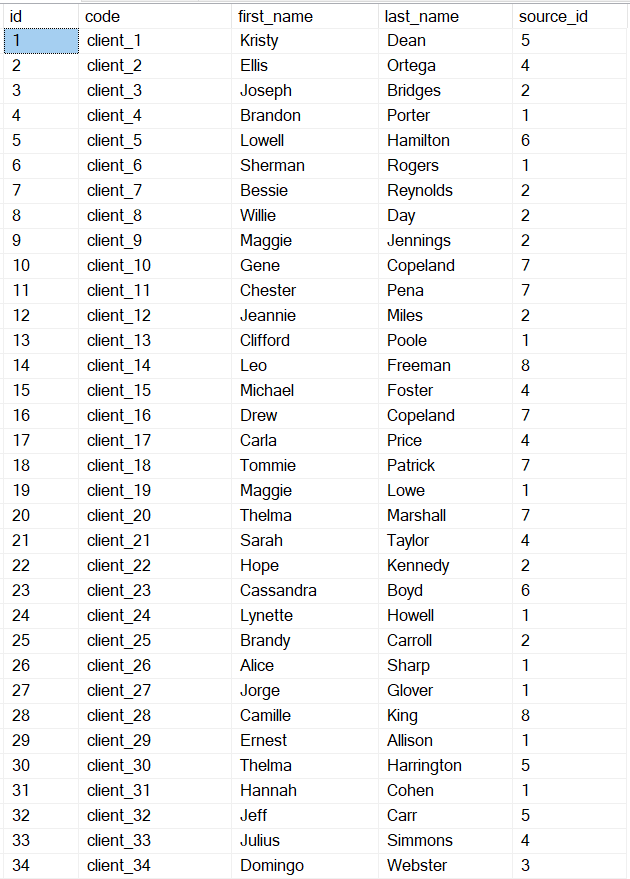 id code first_name last_name source_id
1 client_1 Kristy Dean 5
2 client_2 Ellis Ortega 4
3 client_3 Joseph Bridges 2
4 client_4 Brandon Porter 1
5 client_5 Lowell Hamilton 6
6 client_6 Sherman Rogers 1
7 client_7 Bessie Reynolds 2
8 client_8 Willie Day 2
9 client_9 Maggie Jennings 2
10 client_10 Gene Copeland 7
11 client_11 Chester Pena 7
12 client_12 Jeannie Miles 2
13 client_13 Clifford Poole 1
14 client_14 Leo Freeman 8
15 client_15 Michael Foster 4
16 client_16 Drew Copeland 7
17 client_17 Carla Price 4
18 client_18 Tommie Patrick 7
19 client_19 Maggie Lowe 1
20 client_20 Thelma Marshall 7
21 client_21 Sarah Taylor 4
22 client_22 Hope Kennedy 2
23 client_23 Cassandra Boyd 6
24 client_24 Lynette Howell 1
25 client_25 Brandy Carroll 2
26 client_26 Alice Sharp 1
27 client_27 Jorge Glover 1
28 client_28 Camille King 8
29 client_29 Ernest Allison 1
30 client_30 Thelma Harrington 5
31 client_31 Hannah Cohen 1
32 client_32 Jeff Carr 5
33 client_33 Julius Simmons 4
34 client_34 Domingo Webster 3